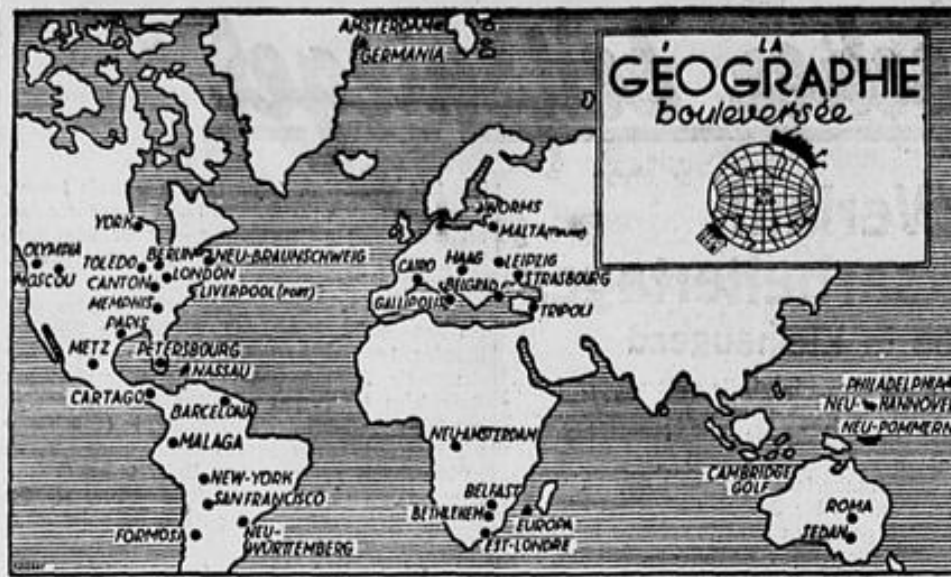 AMSTERDAM
GERMANIA
LA
GÉOGRAPHIE
bouleversée
YORK
WORMS
MALTA
OLYMPIA
MOSCOU
TOLEDO
BERLIN
NEU-BRAUNSCHWEIG
LONDON
CANTON
LIVERPOOL (PORT)
MEMPHIS
PARIS
METZ
PETERSBOURG
NASSAU
CAIRO
HAAG
LEIPZIG
STRASBOURG
BELGRAD
GALLIPOLIS
TRIPOLI
CARTAGO
BARCELONA
MALAGA
NEW-YORK
SAN FRANCISCO
FORMOSA
NEU-
WÜRTTEMBERG
NEU-AMSTERDAM
BELFAST
BETHLEHEM
EUROPA
EST-LONDRE
PHILADELPHIA
NEU-HANNOVER
NEU-POMMERN
CAMBRIDGE
GOLF
ROMA
SEDAN